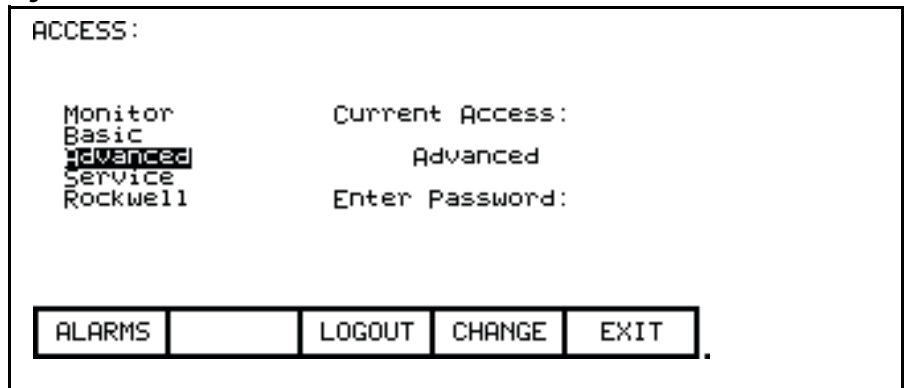 ACCESS:
Monitor
Basic
Advanced
Service
Rockwell
Current Access:
Advanced
Enter Password:
ALARMS LOGOUT CHANGE EXIT